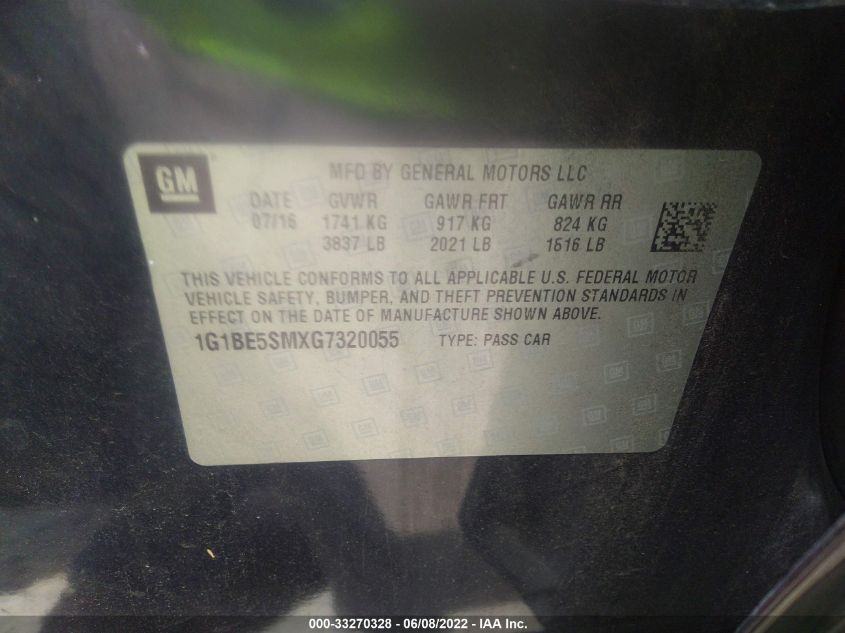 GM
MFD BY GENERAL MOTORS LLC
DATE GVWR GAWR FRT GAWR RR
07/16 1741 KG 917 KG 824 KG
3837 LB 2021 LB 1816 LB
THIS VEHICLE CONFORMS TO ALL APPLICABLE U.S. FEDERAL MOTOR
VEHICLE SAFETY, BUMPER, AND THEFT PREVENTION STANDARDS IN
EFFECT ON THE DATE OF MANUFACTURE SHOWN ABOVE.
1G1BE5SMXG7320055 TYPE: PASS CAR
000-33270328 - 06/08/2022 - IAA Inc.